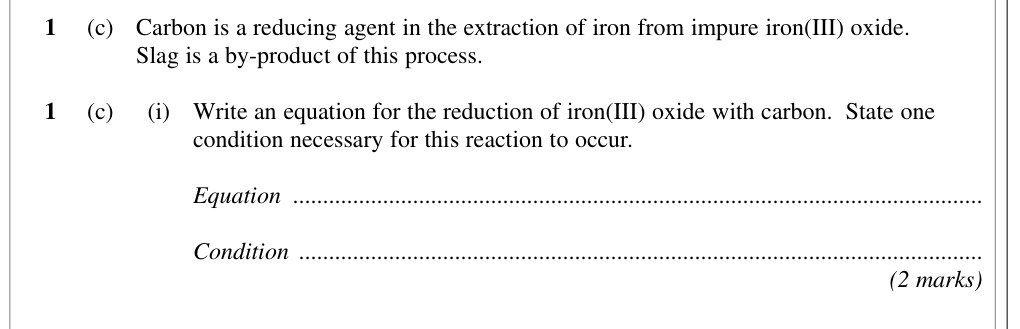 1 (c) Carbon is a reducing agent in the extraction of iron from impure iron(III) oxide.
Slag is a by-product of this process.
1 (c) (i) Write an equation for the reduction of iron(III) oxide with carbon. State one
condition necessary for this reaction to occur.
Equation ....................................................................................................................
Condition ...................................................................................................................
(2 marks)